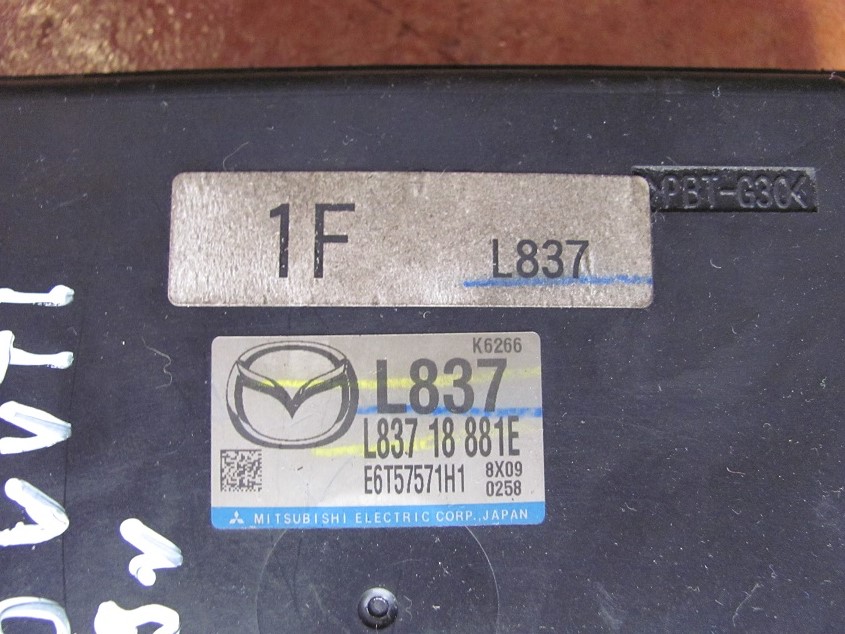 1F
L837
>PBT-G30<
K6266
L837
L837 18 881E
E6T57571H1
8X09
0258
MITSUBISHI ELECTRIC CORP., JAPAN